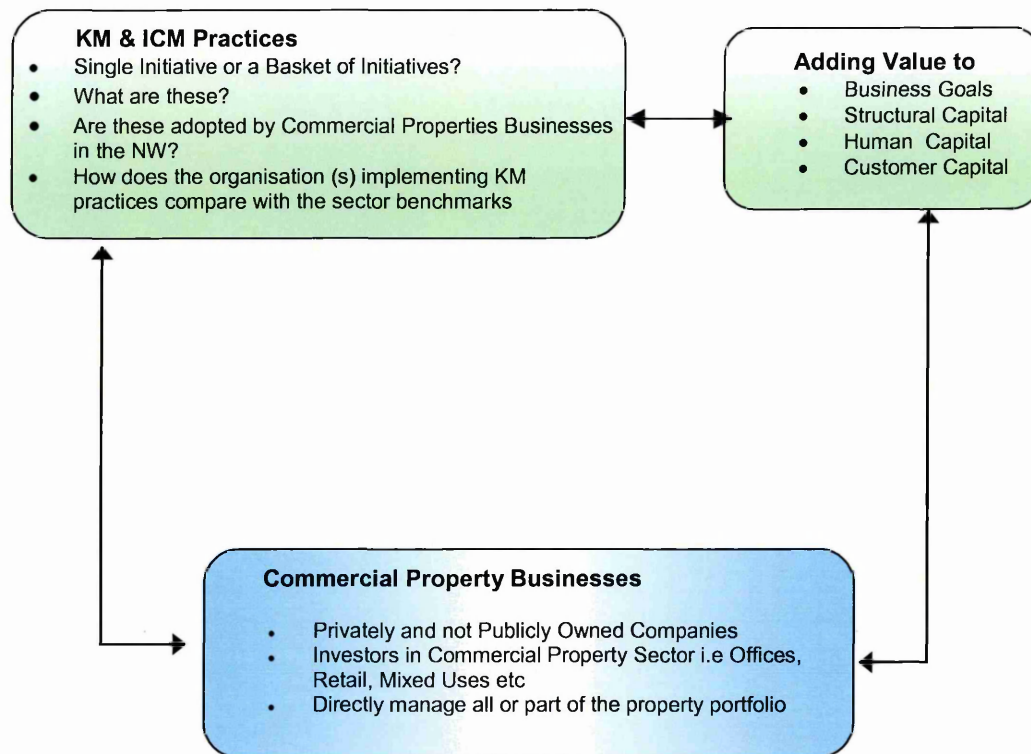 KM & ICM Practices
• Single Initiative or a Basket of Initiatives?
• What are these?
• Are these adopted by Commercial Properties Businesses
in the NW?
• How does the organisation (s) implementing KM
practices compare with the sector benchmarks
Adding Value to
• Business Goals
• Structural Capital
• Human Capital
• Customer Capital
Commercial Property Businesses
• Privately and not Publicly Owned Companies
• Investors in Commercial Property Sector i.e Offices,
Retail, Mixed Uses etc
• Directly manage all or part of the property portfolio